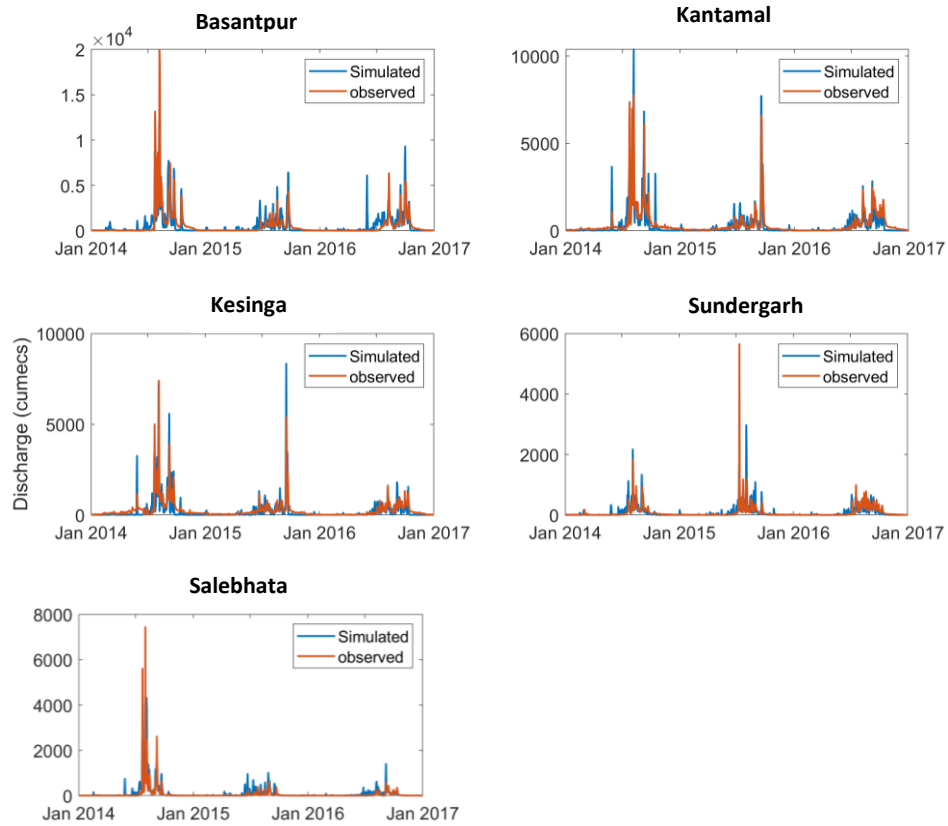 Basantpur
×10⁴
2
1.5
1
0.5
0
Simulated
observed
Jan 2014 Jan 2015 Jan 2016 Jan 2017
Kantamal
10000
5000
0
Simulated
observed
Jan 2014 Jan 2015 Jan 2016 Jan 2017
Kesinga
Discharge (cumecs)
10000
5000
0
Simulated
observed
Jan 2014 Jan 2015 Jan 2016 Jan 2017
Sundergarh
6000
4000
2000
0
Simulated
observed
Jan 2014 Jan 2015 Jan 2016 Jan 2017
Salebhata
8000
6000
4000
2000
0
Simulated
observed
Jan 2014 Jan 2015 Jan 2016 Jan 2017